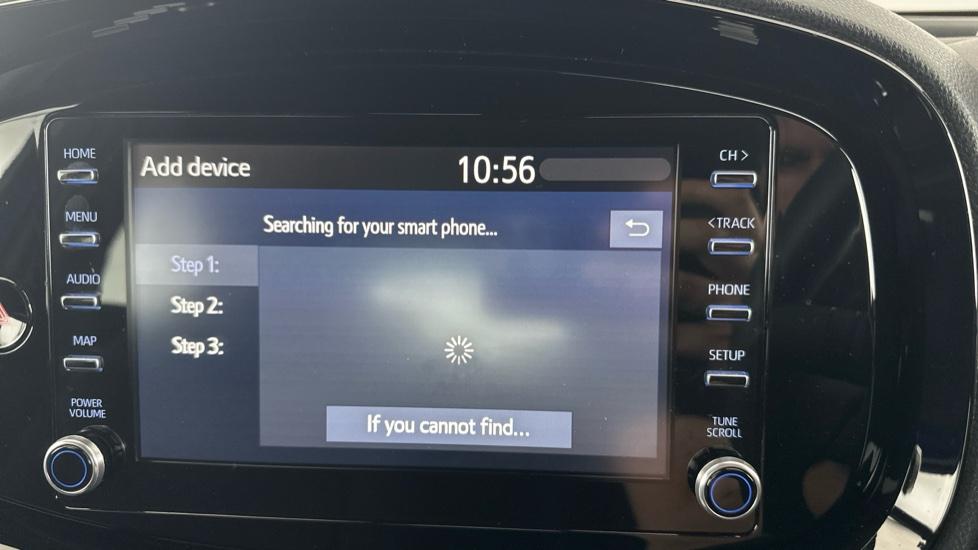 HOME
MENU
AUDIO
MAP
POWER
VOLUME
Add device
10:56
Searching for your smart phone...
Step 1:
Step 2:
Step 3:
If you cannot find...
CH >
<TRACK
PHONE
SETUP
TUNE
SCROLL